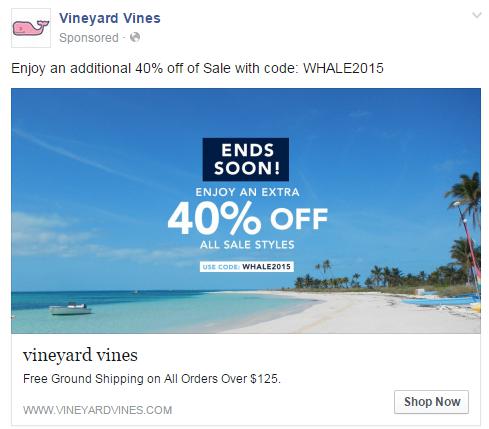 Vineyard Vines
Sponsored ·
Enjoy an additional 40% off of Sale with code: WHALE2015
ENDS
SOON!
ENJOY AN EXTRA
40% OFF
ALL SALE STYLES
USE CODE: WHALE2015
vineyard vines
Free Ground Shipping on All Orders Over $125.
WWW.VINEYARDVINES.COM
Shop Now